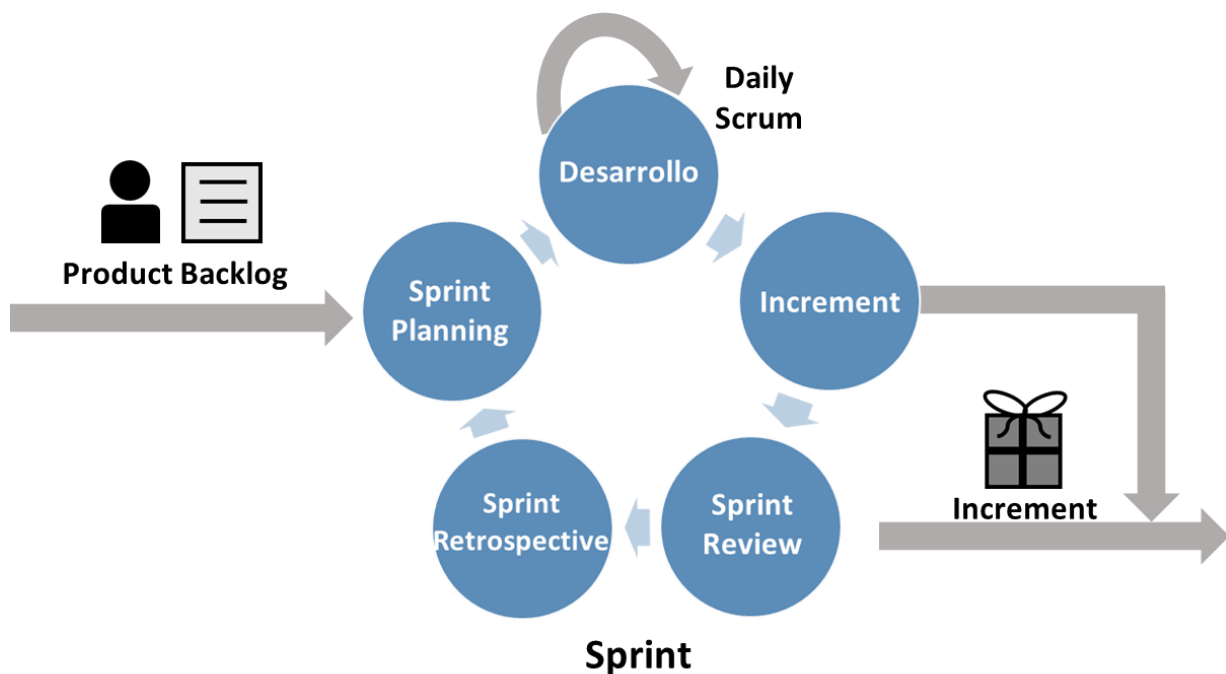 Daily
Scrum
Desarrollo
Product Backlog
Sprint
Planning
Increment
Increment
Sprint
Retrospective
Sprint
Review
Sprint